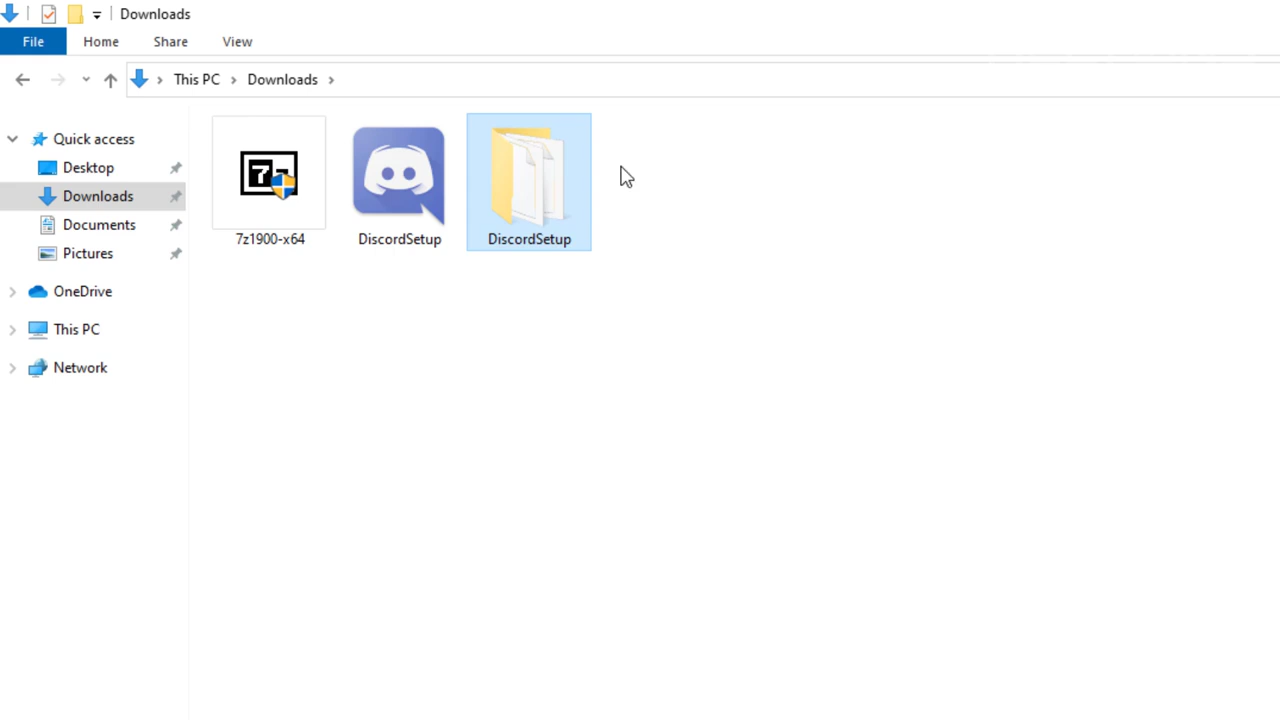 Downloads
File Home Share View
This PC Downloads
Quick access
Desktop
Downloads
Documents
Pictures
OneDrive
This PC
Network
7z
7z1900-x64 DiscordSetup DiscordSetup